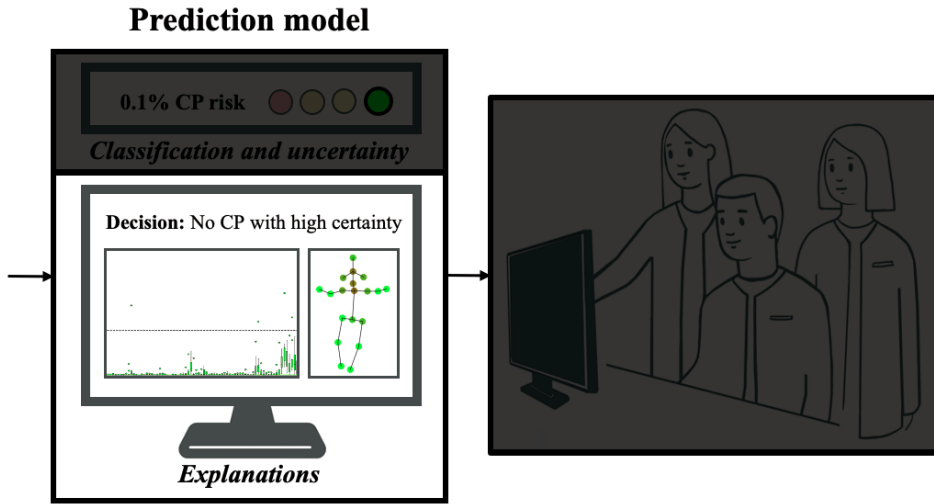 Prediction model
0.1% CP risk
Classification and uncertainty
Decision: No CP with high certainty
Explanations